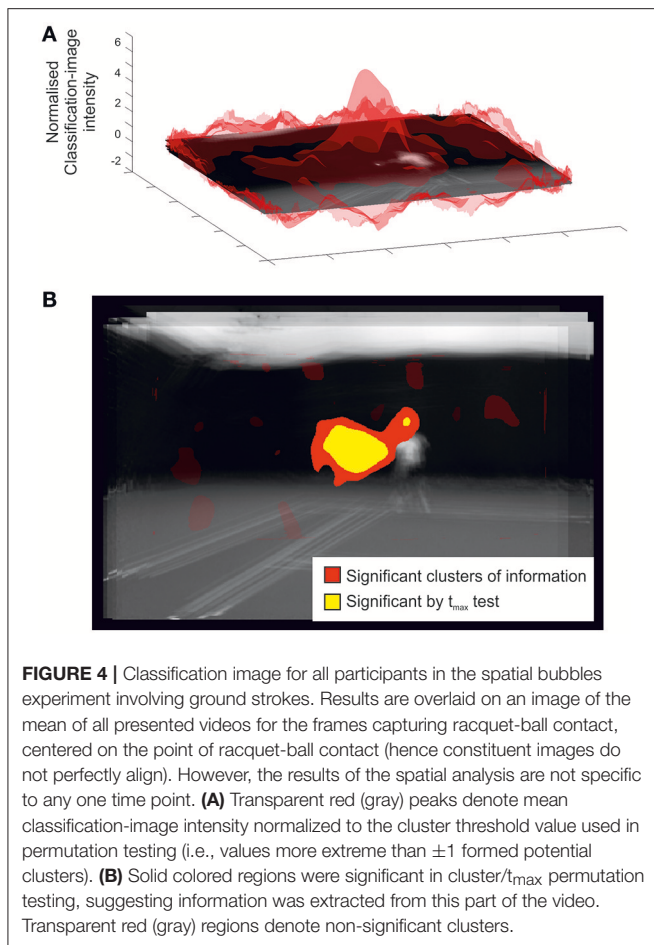 A
Normalised
Classification-image
intensity
6
4
2
0
-2
B
Significant clusters of information
Significant by tmax test
FIGURE 4 | Classification image for all participants in the spatial bubbles
experiment involving ground strokes. Results are overlaid on an image of the
mean of all presented videos for the frames capturing racquet-ball contact,
centered on the point of racquet-ball contact (hence constituent images do
not perfectly align). However, the results of the spatial analysis are not specific
to any one time point. (A) Transparent red (gray) peaks denote mean
classification-image intensity normalized to the cluster threshold value used in
permutation testing (i.e., values more extreme than ±1 formed potential
clusters). (B) Solid colored regions were significant in cluster/tmax permutation
testing, suggesting information was extracted from this part of the video.
Transparent red (gray) regions denote non-significant clusters.